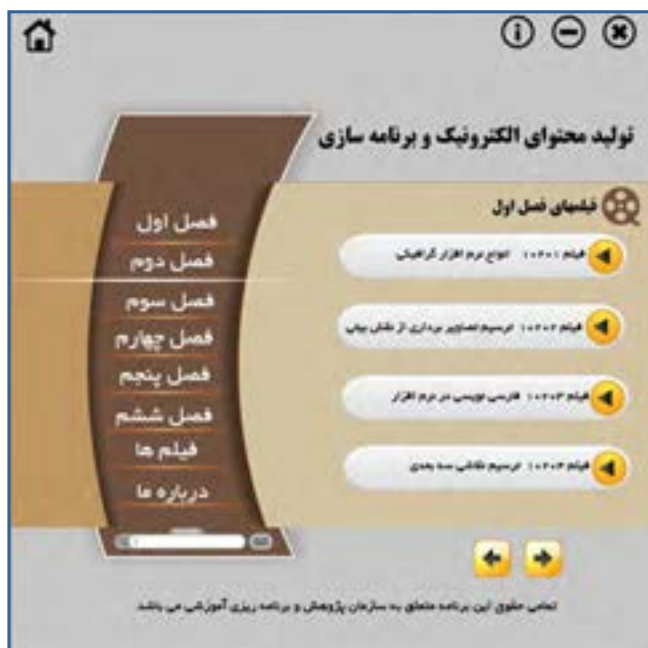 تولید محتوای الکترونیک و برنامه سازی
فیلمهای فصل اول
فیلم ۱۰۲۰۱ انواع نرم افزار گرافیکی
فیلم ۱۰۲۰۲ ترسیم تصاویر برداری از نقش بیتی
فیلم ۱۰۲۰۳ فارسی نویسی در نرم افزار
فیلم ۱۰۲۰۴ ترسیم نقاشی سه بعدی
فصل اول
فصل دوم
فصل سوم
فصل چهارم
فصل پنجم
فصل ششم
فیلم ها
درباره ما
تمامی حقوق این برنامه متعلق به سازمان پژوهش و برنامه ریزی آموزشی می باشد